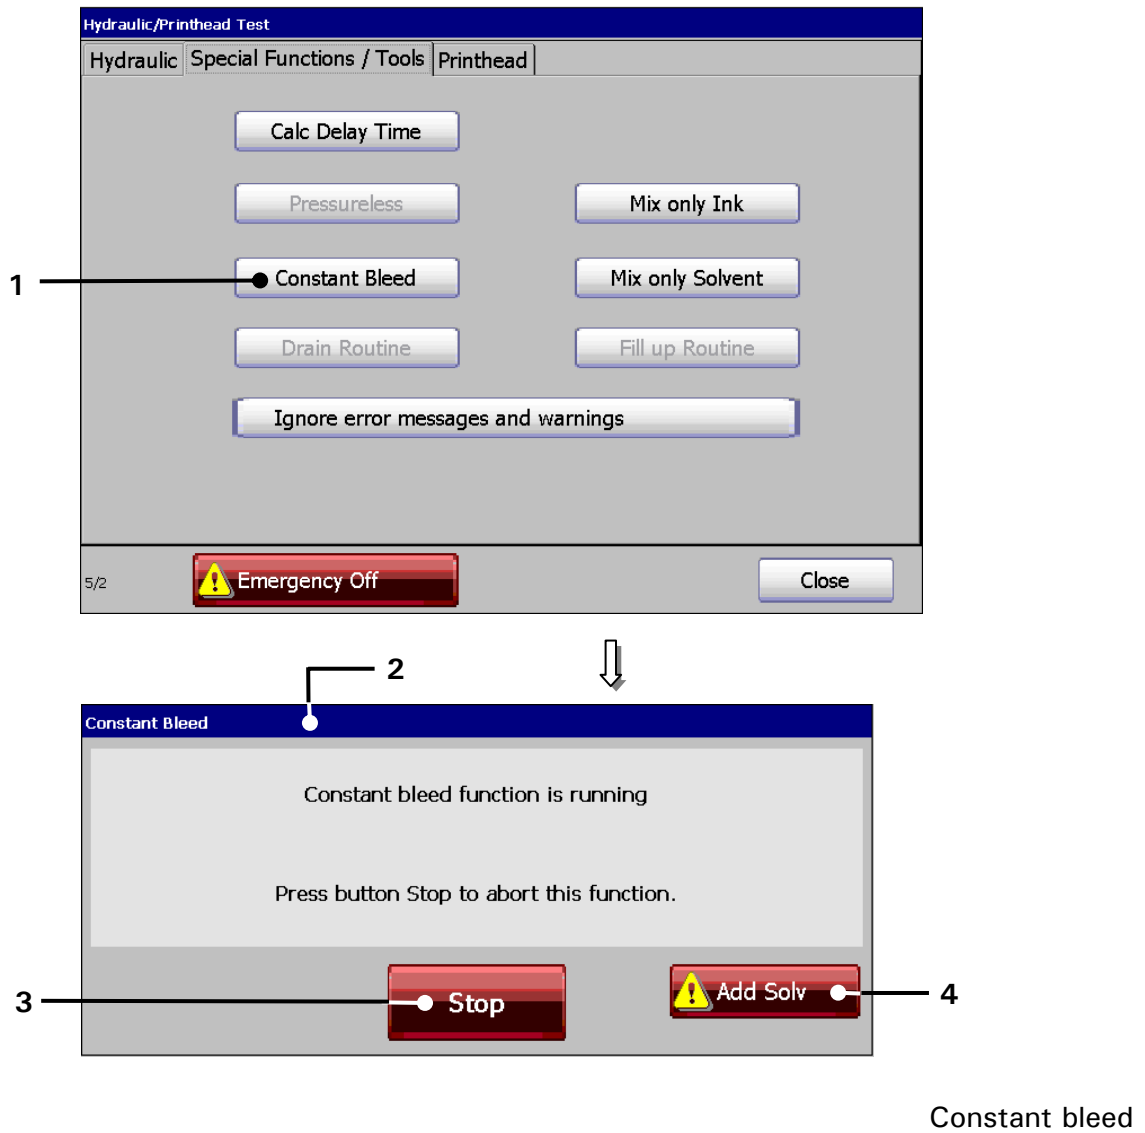 Hydraulic/Printhead Test
Hydraulic Special Functions / Tools Printhead
Calc Delay Time
Pressureless Mix only Ink
1 Constant Bleed Mix only Solvent
Drain Routine Fill up Routine
Ignore error messages and warnings
5/2 Emergency Off Close
2
Constant Bleed
Constant bleed function is running
Press button Stop to abort this function.
3 Stop Add Solv 4
Constant bleed